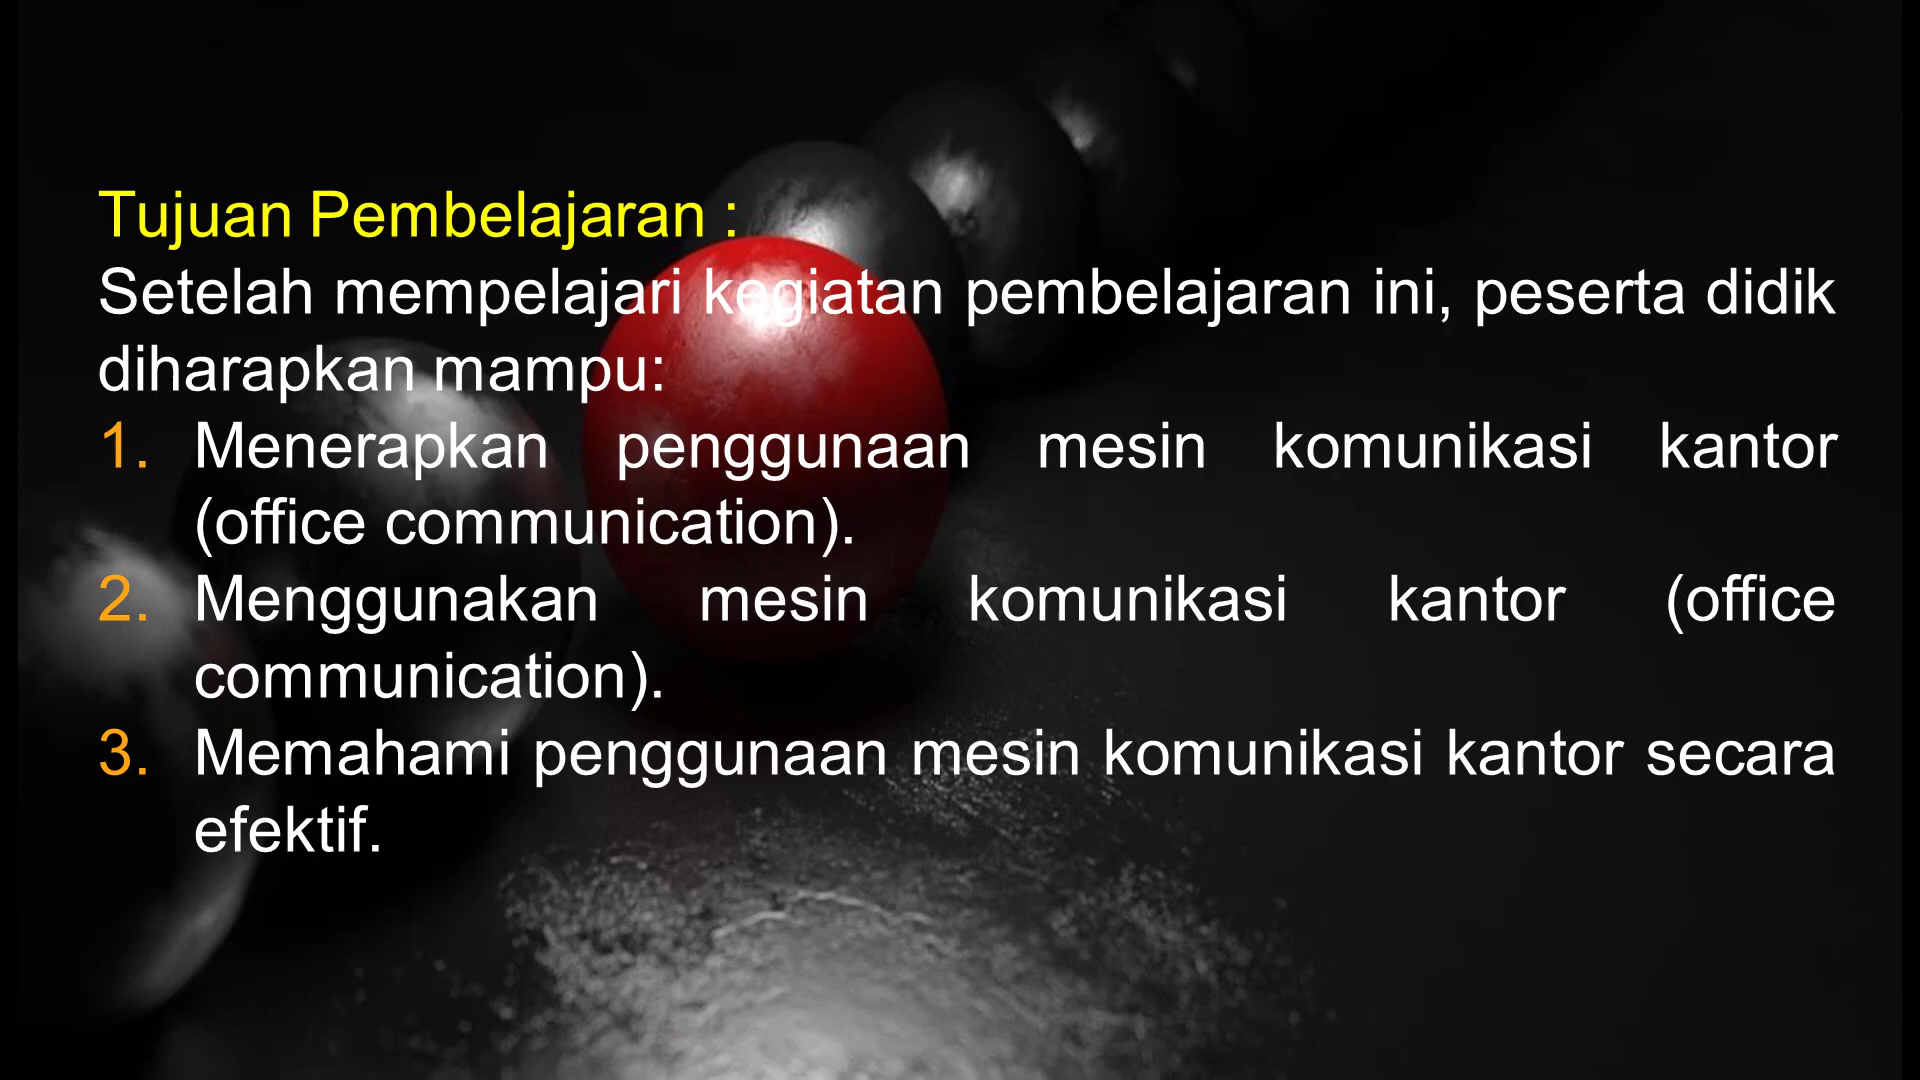 Tujuan Pembelajaran :
Setelah mempelajari kegiatan pembelajaran ini, peserta didik
diharapkan mampu:
1. Menerapkan penggunaan mesin komunikasi kantor
(office communication).
2. Menggunakan mesin komunikasi kantor (office
communication).
3. Memahami penggunaan mesin komunikasi kantor secara
efektif.